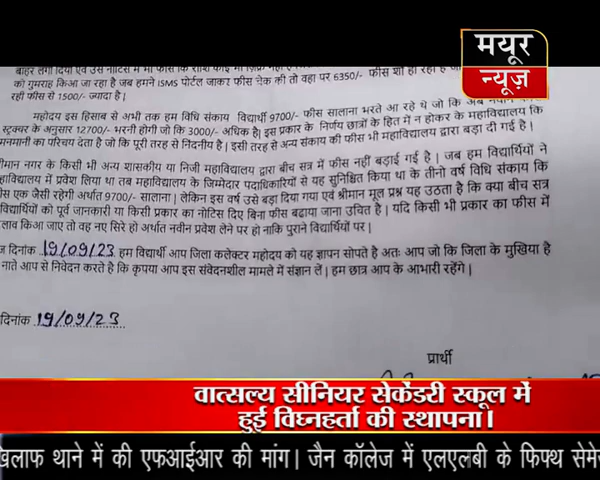 बाहर लगा दिया एवं उस नोटिस में भी फीस कि राशि
मयूर
न्यूज़
को गुमराह किआ जा रहा है जब हमने ISMS पोर्टल जाकर फीस चेक की तो वहा पर 6350/- फीस शो हो रही है
रही फीस से 1500/- ज्यादा है।
महोदय इस हिसाब से अभी तक हम विधि संकाय विद्यार्थी 9700/- फीस सालाना भरते आ रहे थे जो कि अब
स्ट्रक्चर के अनुसार 12700/- भरनी होगी जो कि 3000/- अधिक है। इस प्रकार के निर्णय छात्रों के हित में न होकर के महाविद्यालय कि
मनमानी का परिचय देता है जो कि पूरी तरह से निंदनीय है। इसी तरह से अन्य संकाय की फीस भी महाविद्यालय द्वारा बड़ा दी गई है।
श्रीमान नगर के किसी भी अन्य शासकीय या निजी महाविद्यालय द्वारा बीच सत्र में फीस नहीं बड़ाई गई है। जब हम विद्यार्थियों ने
महाविद्यालय में प्रवेश लिया था तब महाविद्यालय के जिम्मेदार पदाधिकारियों से यह सुनिश्चित किआ था के तीनो वर्ष विधि संकाय कि
फीस एक जैसी रहेगी अर्थात 9700/- सालाना। लेकिन इस वर्ष उसे बड़ा दिया गया एवं श्रीमान मूल प्रश्न यह उठता है कि क्या बीच सत्र
विद्यार्थियों को पूर्व जानकारी या किसी प्रकार का नोटिस दिए बिना फीस बढाया जाना उचित है। यदि किसी भी प्रकार का फीस में
लाव किआ जाए तो वह नए सिरे हो अर्थात नवीन प्रवेश लेने पर हो नाकि पुराने विद्यार्थियों पर।
ज दिनांक 19/09/23 हम विद्यार्थी आप जिला कलेक्टर महोदय को यह ज्ञापन सोपते है अतः आप जो कि जिला के मुखिया है
नाते आप से निवेदन करते है कि कृपया आप इस संवेदनशील मामले में संज्ञान लें। हम छात्र आप के आभारी रहेंगे।
दिनांक 19/09/23
प्रार्थी
वात्सल्य सीनियर सेकेंडरी स्कूल में
हुई विघ्नहर्ता की स्थापना।
खिलाफ थाने में की एफआईआर की मांग। जैन कॉलेज में एलएलबी के फिफ्थ सेमे